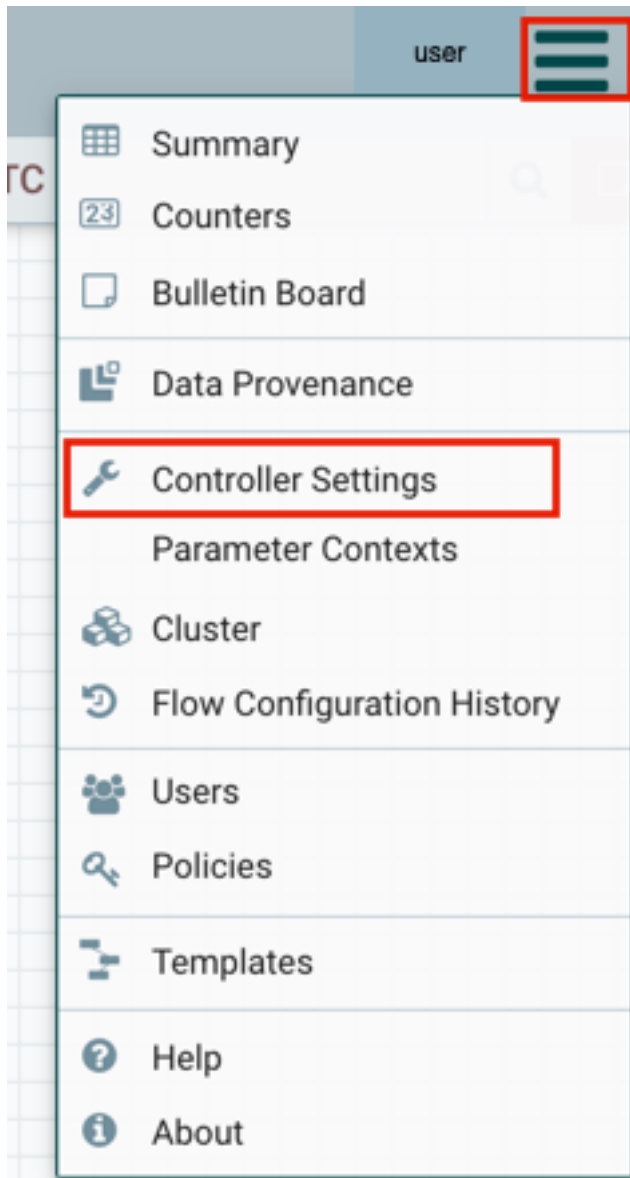 user
TC
Summary
23
Counters
Bulletin Board
Data Provenance
Controller Settings
Parameter Contexts
Cluster
Flow Configuration History
Users
Policies
Templates
Help
About